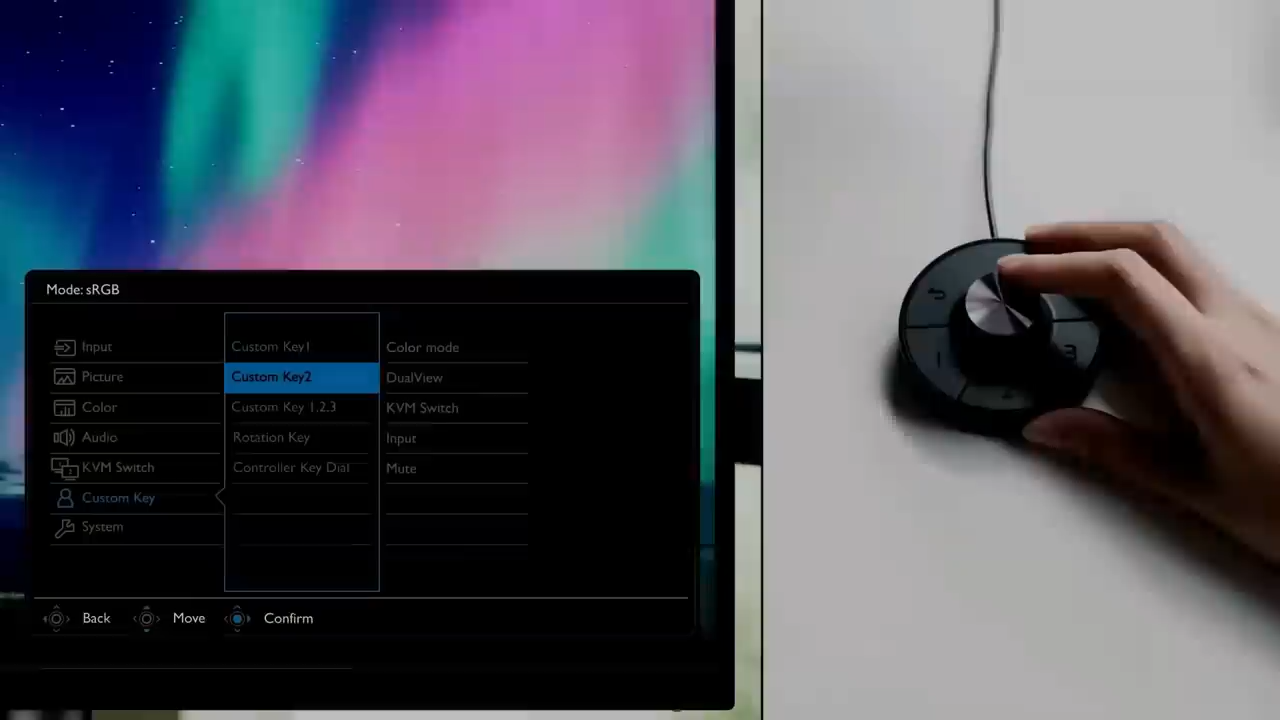 Mode: sRGB
Input
Custom Key1
Color mode
Picture
Custom Key2
DualView
Color
Custom Key 1.2.3
KVM Switch
Audio
Rotation Key
Input
KVM Switch
Controller Key Dial
Mute
Custom Key
System
Back
Move
Confirm